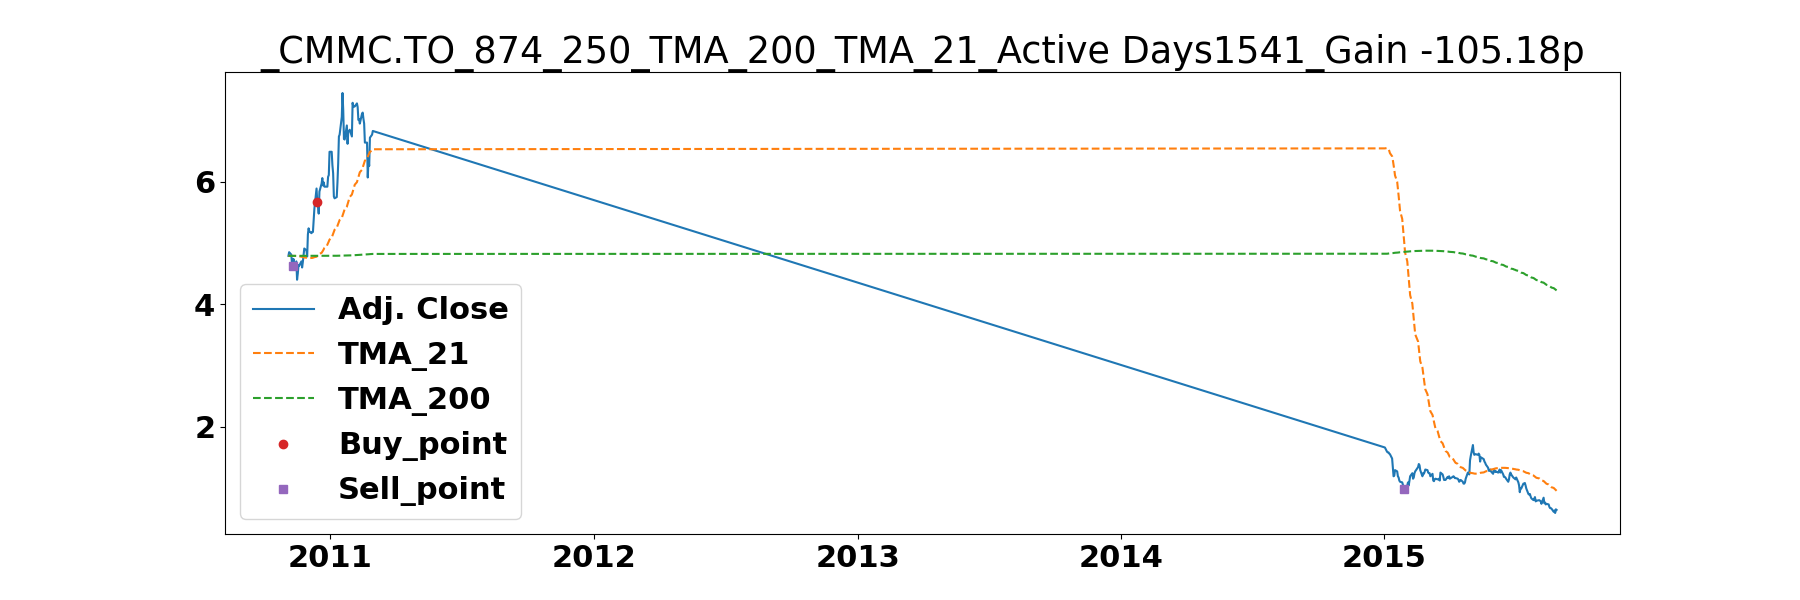 _CMMC.TO_874_250_TMA_200_TMA_21_Active Days1541_Gain -105.18p
6
4
2
Adj. Close
TMA_21
TMA_200
Buy_point
Sell_point
2011 2012 2013 2014 2015